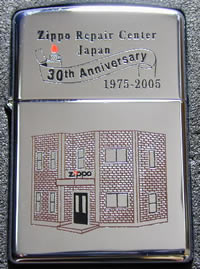 Zippo Repair Center
Japan
30th Anniversary
1975-2005
zippo